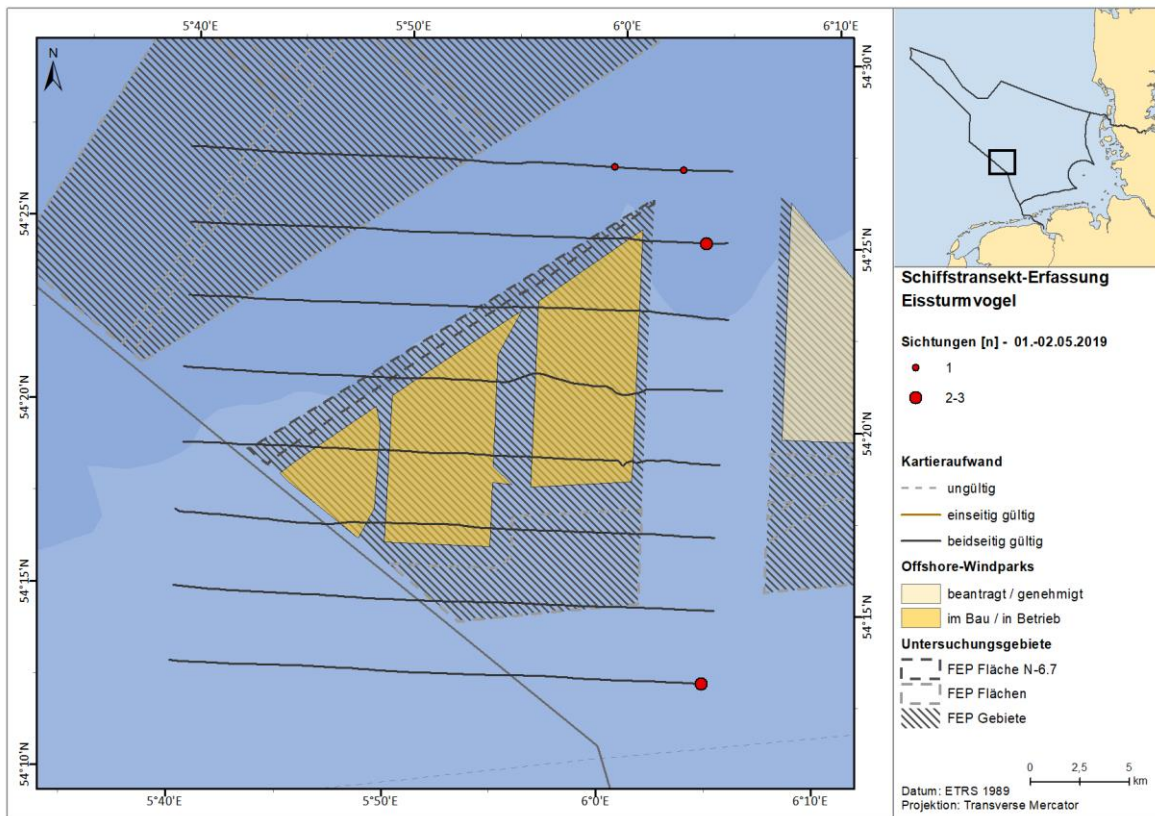 5°40'E 5°50'E 6°0'E 6°10'E
N
54°30'N
54°25'N
54°25'N
54°20'N
54°20'N
54°15'N
54°15'N
54°10'N
5°40'E 5°50'E 6°0'E 6°10'E
Schiffstransekt-Erfassung
Eissturmvogel
Sichtungen [n] - 01.-02.05.2019
1
2-3
Kartieraufwand
ungültig
einseitig gültig
beidseitig gültig
Offshore-Windparks
beantragt / genehmigt
im Bau / in Betrieb
Untersuchungsgebiete
FEP Fläche N-6.7
FEP Flächen
FEP Gebiete
0 2,5 5
km
Datum: ETRS 1989
Projektion: Transverse Mercator